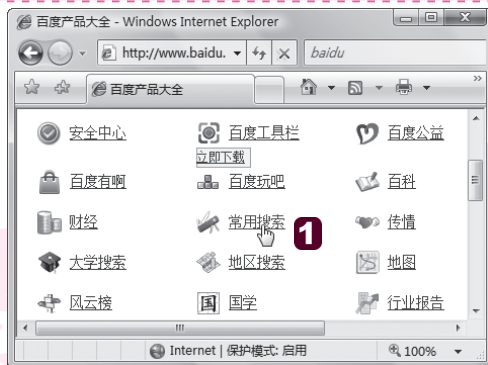 百度产品大全 - Windows Internet Explorer
http://www.baidu.
baidu
百度产品大全
安全中心 百度工具栏 百度公益
立即下载
百度有啊 百度玩吧 百科
财经 常用搜索 1 传情
大学搜索 地区搜索 地图
风云榜 国 国学 行业报告
Internet | 保护模式: 启用 100%